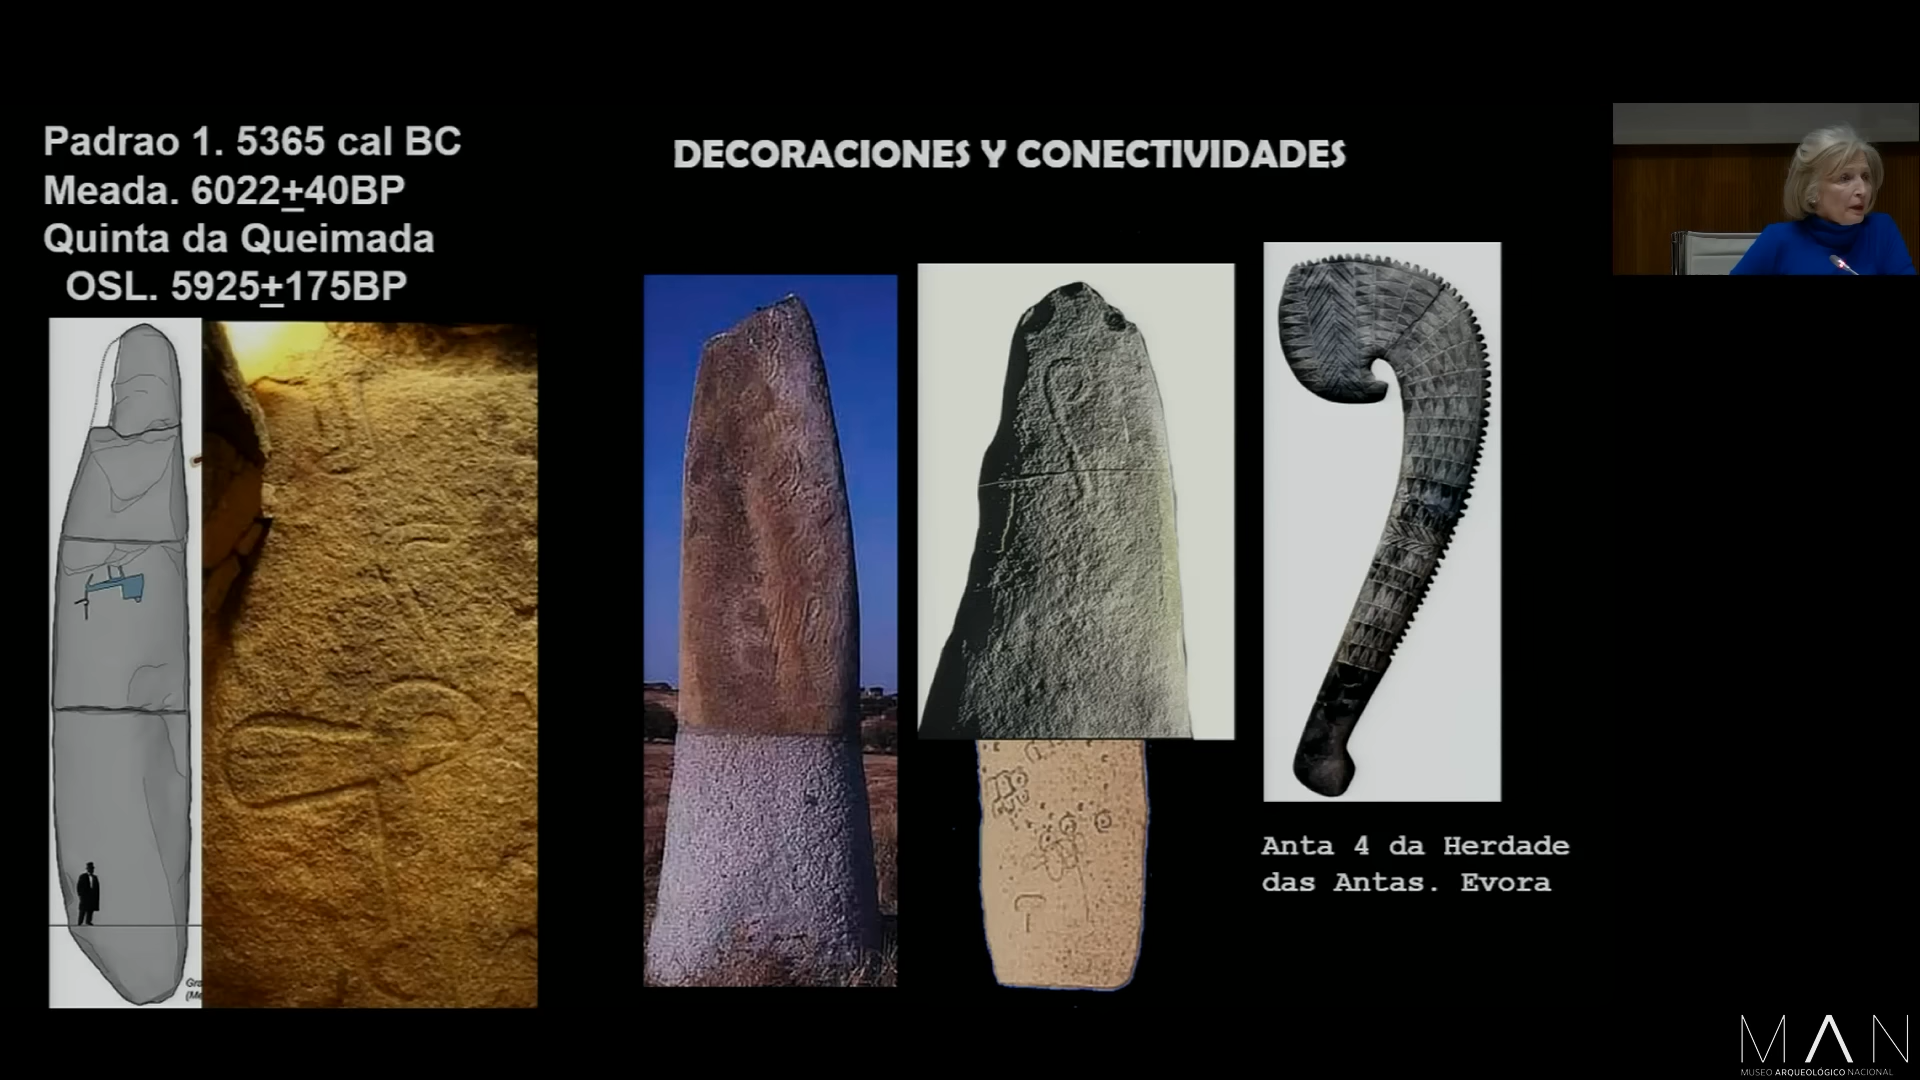 Padrao 1. 5365 cal BC
Meada. 6022±40BP
Quinta da Queimada
OSL. 5925±175BP
DECORACIONES Y CONECTIVIDADES
Anta 4 da Herdade
das Antas. Evora
MAN
MUSEO ARQUEOLÓGICO NACIONAL